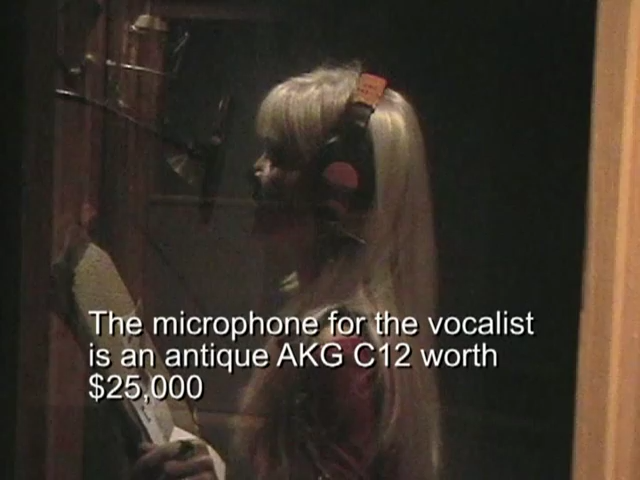 The microphone for the vocalist
is an antique AKG C12 worth
$25,000